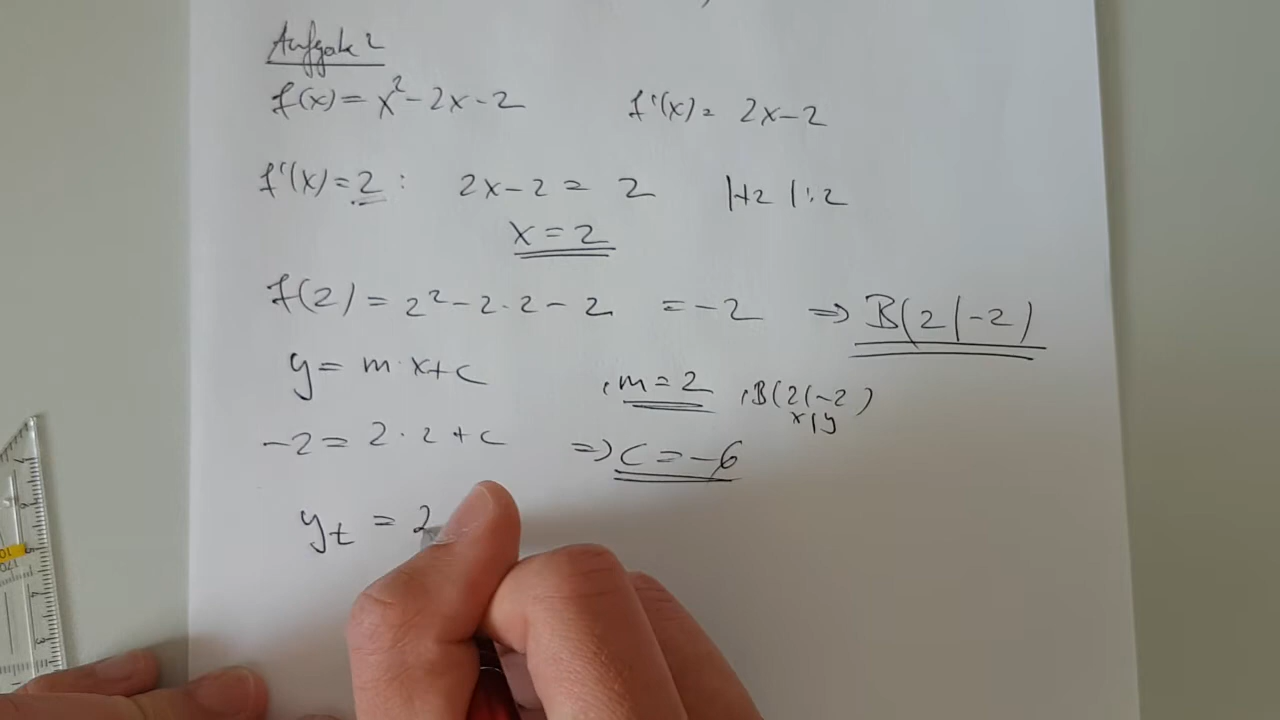 Aufgabe 2
f(x) = x² - 2x - 2 f'(x) = 2x - 2
f'(x) = 2 : 2x - 2 = 2 |+2 |:2
x = 2
f(2) = 2² - 2·2 - 2 = -2 ⇒ B(2|-2)
y = m·x + c , m = 2 , B(2|-2)
x|y
-2 = 2·2 + c ⇒ c = -6
yt = 2